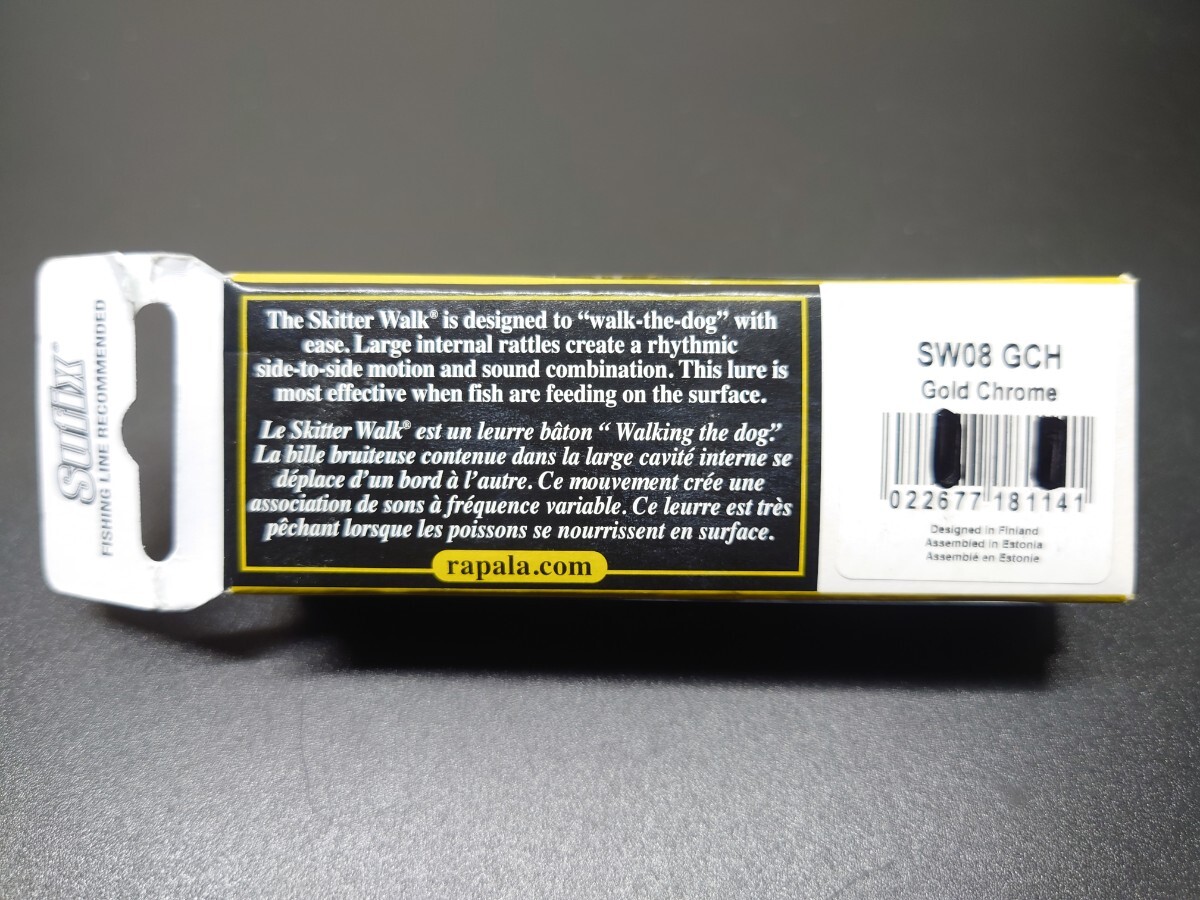 sufix™
FISHING LINE RECOMMENDED
The Skitter Walk® is designed to “walk-the-dog” with
ease. Large internal rattles create a rhythmic
side-to-side motion and sound combination. This lure is
most effective when fish are feeding on the surface.
Le Skitter Walk® est un leurre bâton “ Walking the dog.”
La bille bruiteuse contenue dans la large cavité interne se
déplace d’un bord à l’autre. Ce mouvement crée une
association de sons à fréquence variable. Ce leurre est très
pêchant lorsque les poissons se nourrissent en surface.
rapala.com
SW08 GCH
Gold Chrome
022677 181141
Designed in Finland
Assembled in Estonia
Assemblé en Estonie